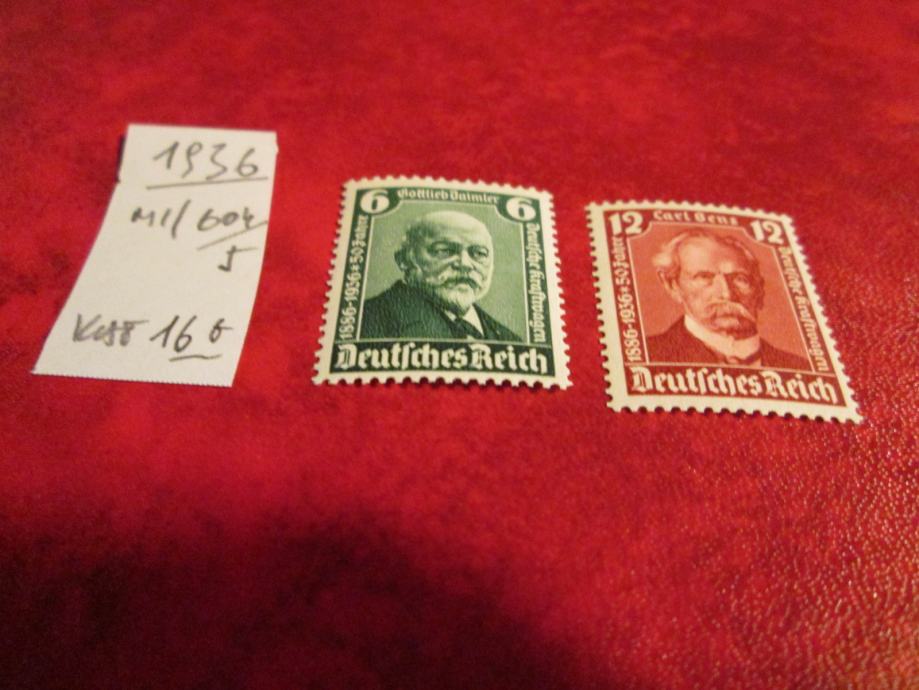 1936
MI/604
5
16 €
6 Gottlieb Daimler 6
1886-1936*50 Jahre
Deutsche Kraftwagen
Deutsches Reich
12 Carl Benz 12
1886-1936*50 Jahre
Deutsche Kraftwagen
Deutsches Reich